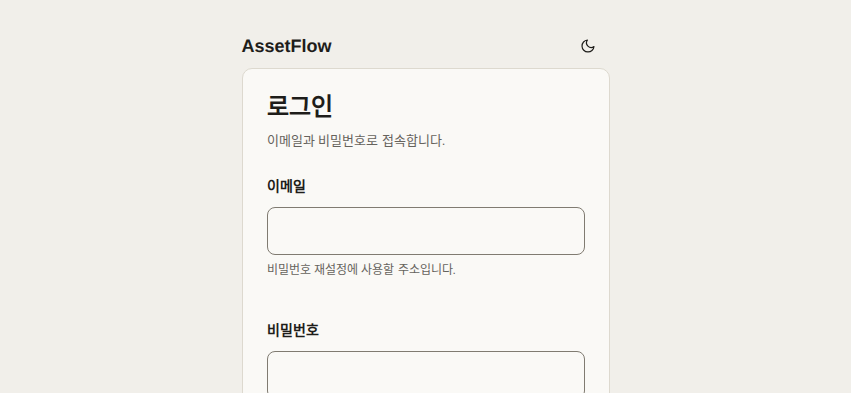 AssetFlow
로그인
이메일과 비밀번호로 접속합니다.
이메일
비밀번호 재설정에 사용할 주소입니다.
비밀번호